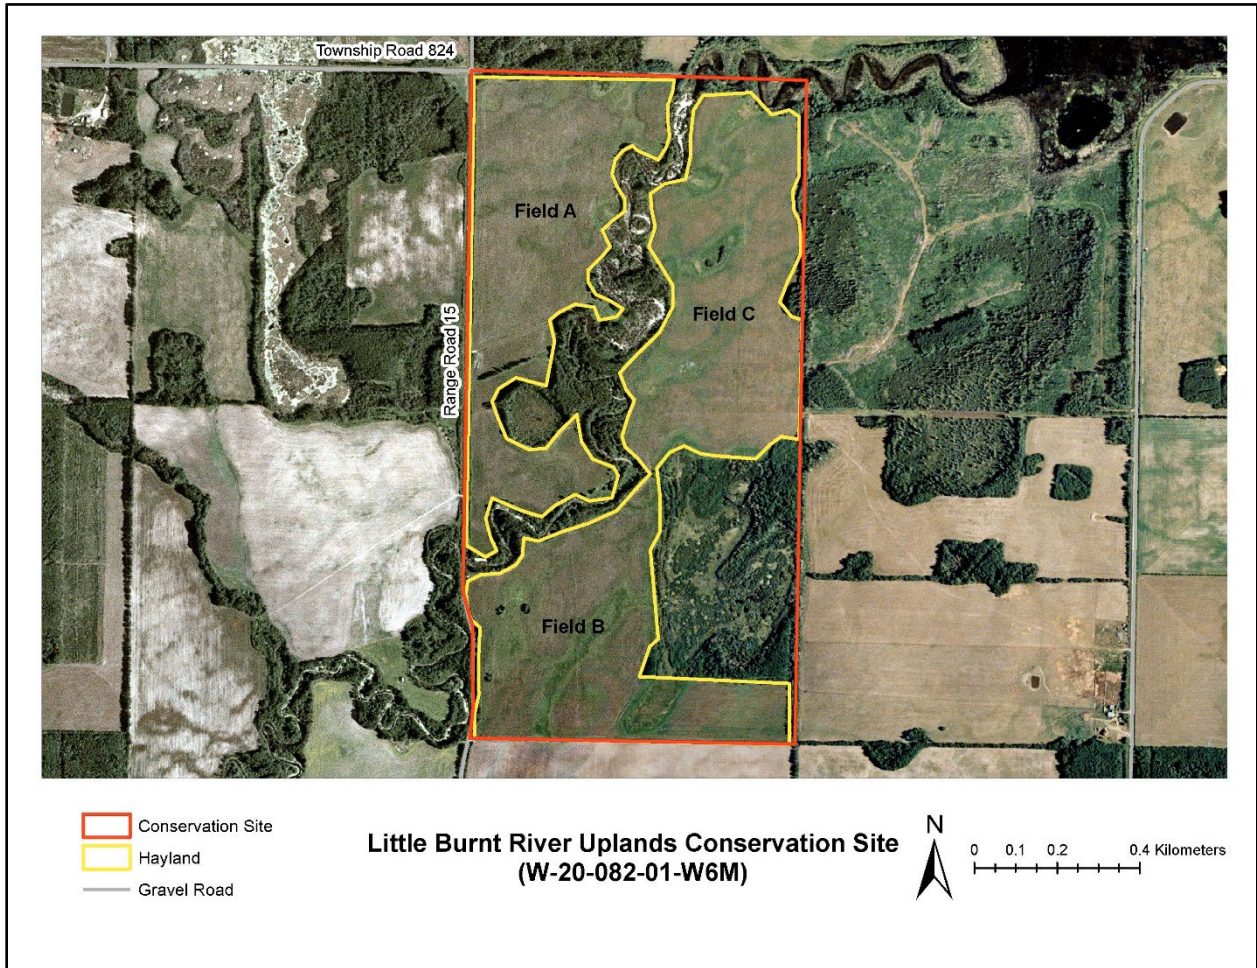 Township Road 824
Range Road 15
Field A
Field C
Field B
Conservation Site
Hayland
Gravel Road
Little Burnt River Uplands Conservation Site
(W-20-082-01-W6M)
N
0 0.1 0.2 0.4 Kilometers